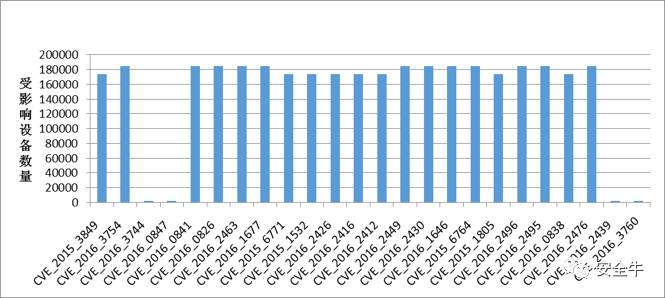 200000
180000
160000
140000
120000
100000
80000
60000
40000
20000
0
受影响设备数量
CVE_2015_3849
CVE_2016_3754
CVE_2016_3744
CVE_2016_0847
CVE_2016_0841
CVE_2016_0826
CVE_2016_2463
CVE_2016_1677
CVE_2015_6771
CVE_2015_1532
CVE_2016_2426
CVE_2016_2416
CVE_2016_2412
CVE_2016_2449
CVE_2016_2430
CVE_2016_1646
CVE_2015_6764
CVE_2015_1805
CVE_2016_2496
CVE_2016_2495
CVE_2016_0838
CVE_2016_2476
CVE_2016_2439
CVE_2016_3760
安全牛